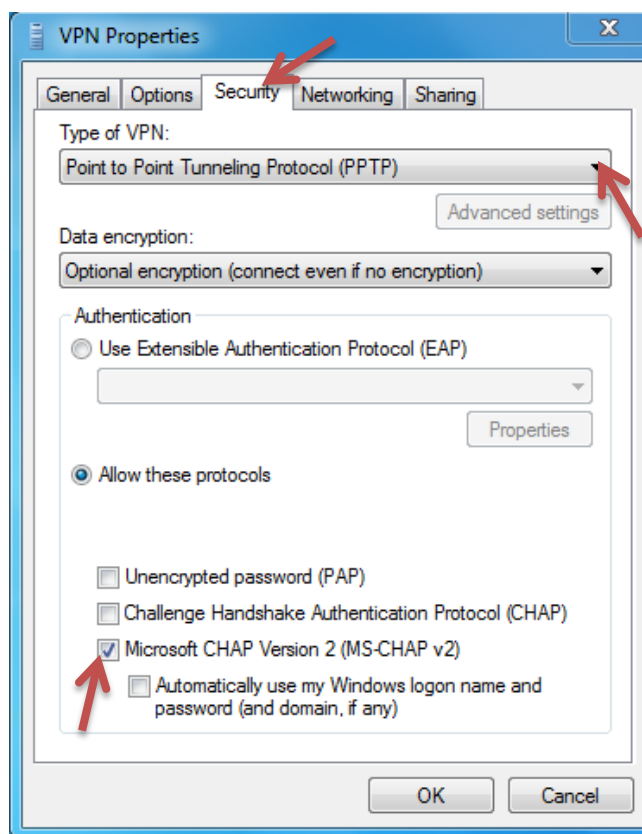 VPN Properties
General Options Security Networking Sharing
Type of VPN:
Point to Point Tunneling Protocol (PPTP)
Advanced settings
Data encryption:
Optional encryption (connect even if no encryption)
Authentication
Use Extensible Authentication Protocol (EAP)
Properties
Allow these protocols
Unencrypted password (PAP)
Challenge Handshake Authentication Protocol (CHAP)
Microsoft CHAP Version 2 (MS-CHAP v2)
Automatically use my Windows logon name and
password (and domain, if any)
OK Cancel